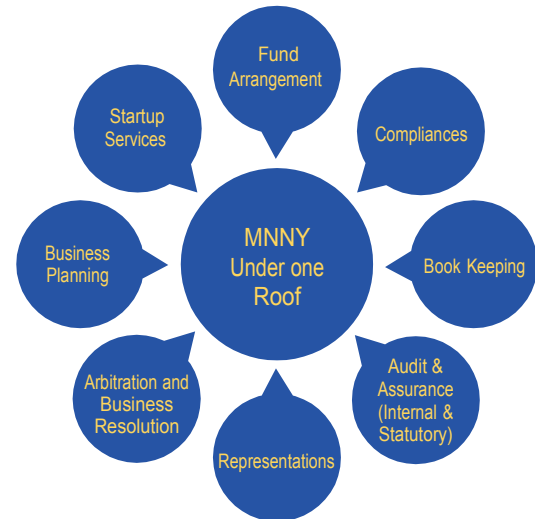 Fund
Arrangement
Startup
Services
Compliances
MNNY
Under one
Roof
Business
Planning
Book Keeping
Audit &
Assurance
(Internal &
Statutory)
Arbitration and
Business
Resolution
Representations